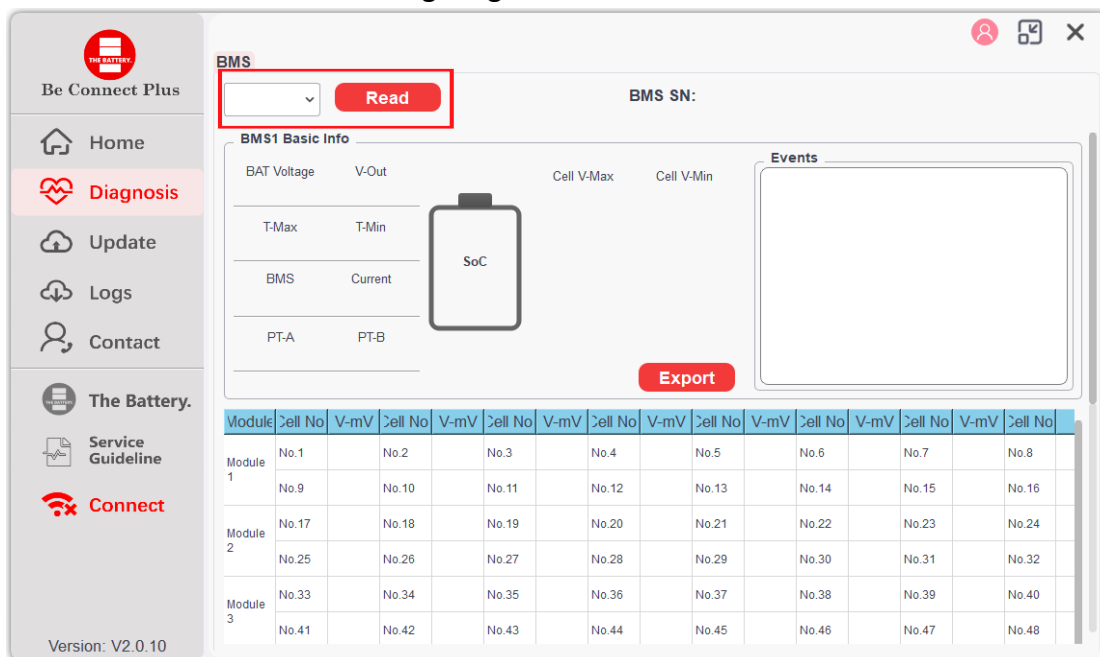 THE BATTERY.
Be Connect Plus
Home
Diagnosis
Update
Logs
Contact
The Battery.
Service
Guideline
Connect
Version: V2.0.10
BMS
Read
BMS SN:
BMS1 Basic Info
BAT Voltage V-Out
Cell V-Max Cell V-Min
T-Max T-Min
SoC
BMS Current
PT-A PT-B
Export
Events
Module Cell No V-mV Cell No V-mV Cell No V-mV Cell No V-mV Cell No V-mV Cell No V-mV Cell No V-mV Cell No
Module
1
No.1 No.2 No.3 No.4 No.5 No.6 No.7 No.8
No.9 No.10 No.11 No.12 No.13 No.14 No.15 No.16
Module
2
No.17 No.18 No.19 No.20 No.21 No.22 No.23 No.24
No.25 No.26 No.27 No.28 No.29 No.30 No.31 No.32
Module
3
No.33 No.34 No.35 No.36 No.37 No.38 No.39 No.40
No.41 No.42 No.43 No.44 No.45 No.46 No.47 No.48